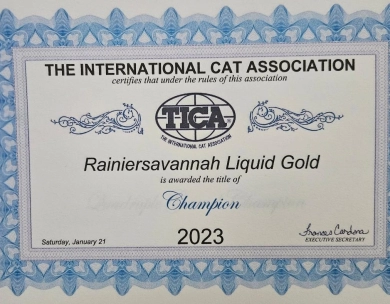 THE INTERNATIONAL CAT ASSOCIATION
certifies that under the rules of this association
TICA
THE INTERNATIONAL CAT ASSOCIATION
Rainiersavannah Liquid Gold
is awarded the title of
Champion
Saturday, January 21
2023
Frances Cardona
EXECUTIVE SECRETARY